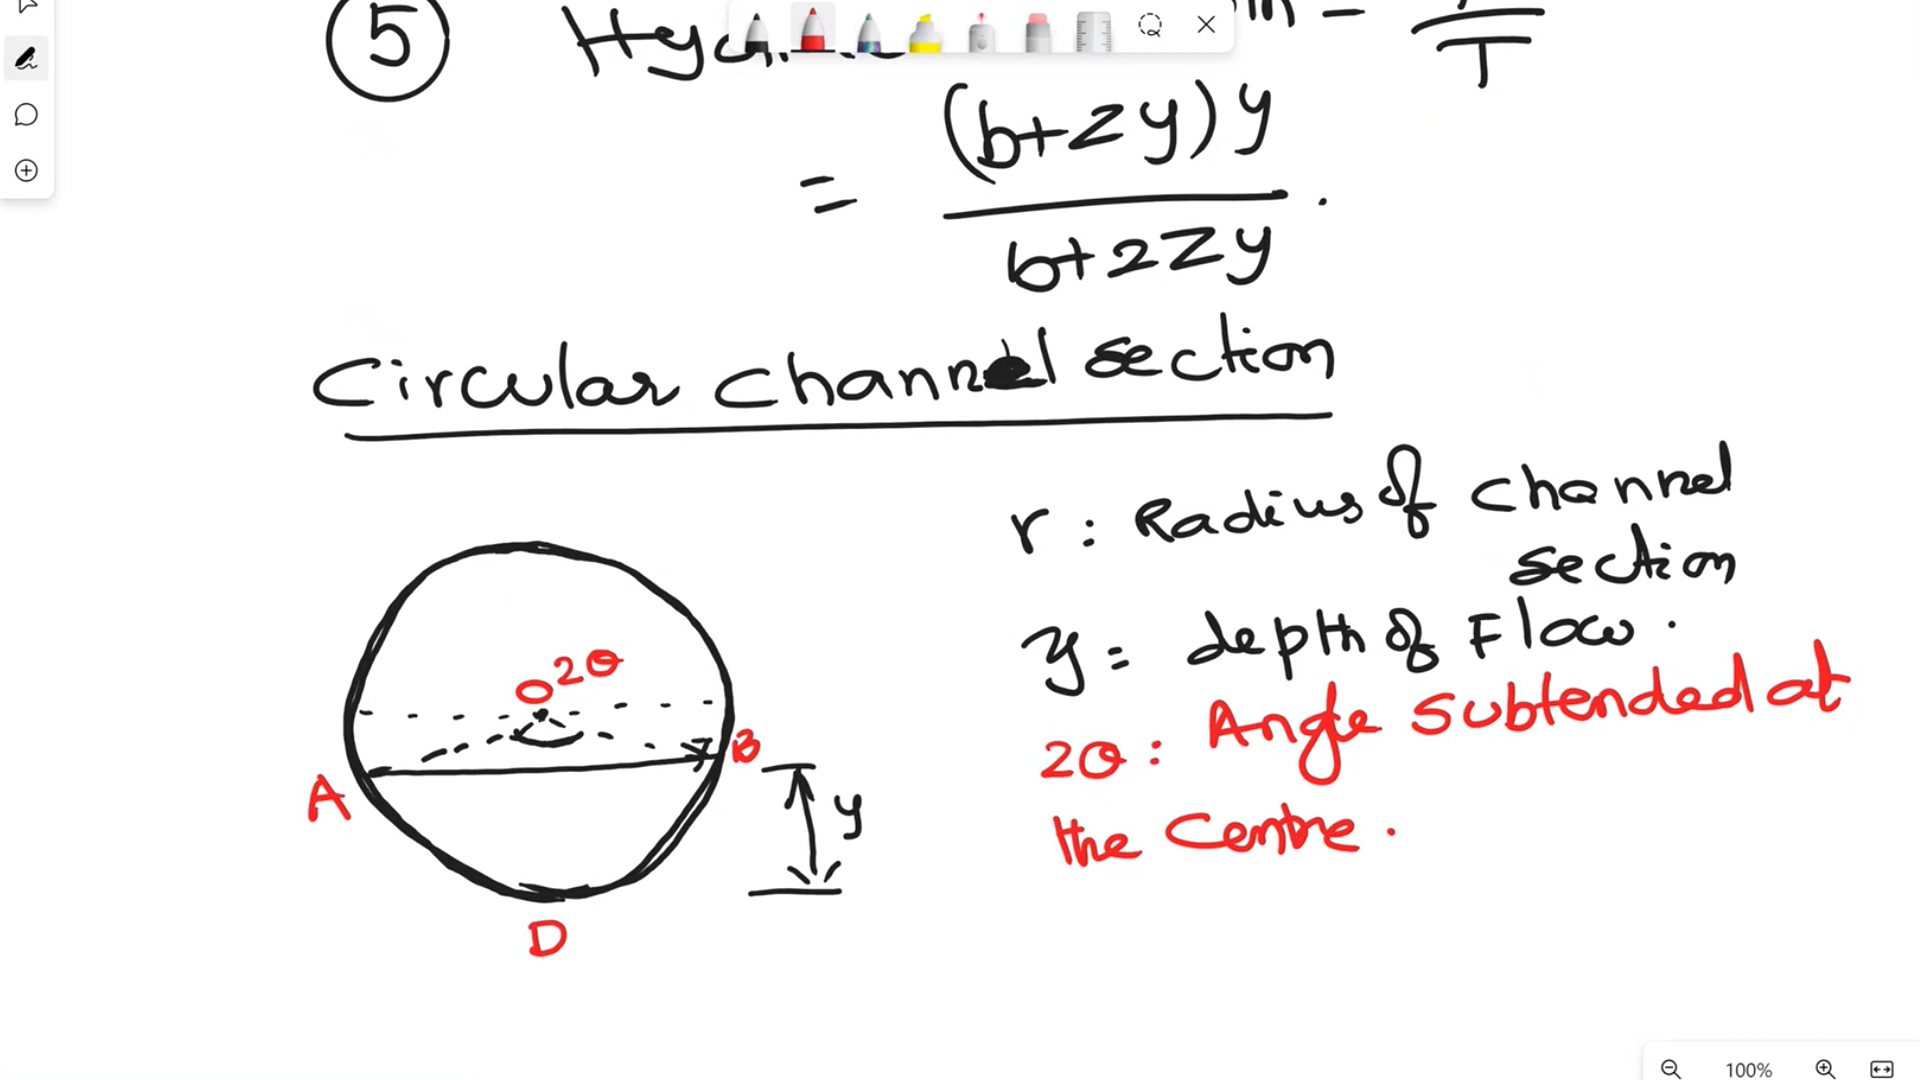 5
= (b+zy)y / b+2zy .
T
Circular channel section
r : Radius of channel
section
y = depth of Flow .
2θ : Angle subtended at
the Centre .
O 2θ
A
B
y
D
100%